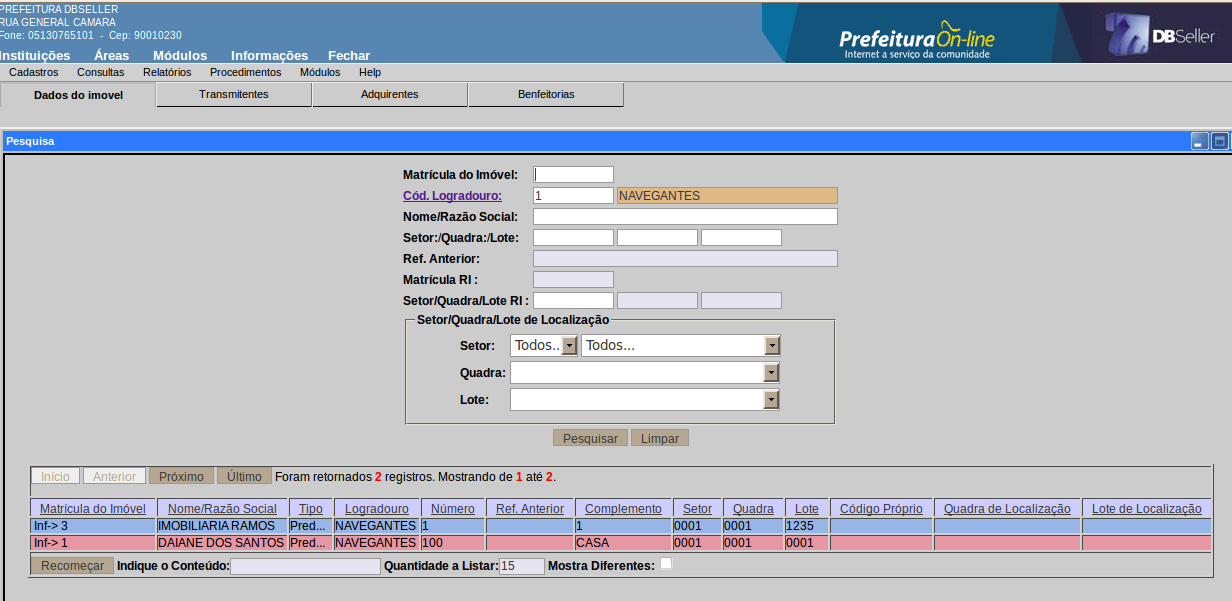 PREFEITURA DBSELLER
RUA GENERAL CAMARA
Fone: 05130765101 - Cep: 90010230
PrefeituraOn-line
Internet a serviço da comunidade
DBSeller
Instituições Áreas Módulos Informações Fechar
Cadastros Consultas Relatórios Procedimentos Módulos Help
Dados do imovel Transmitentes Adquirentes Benfeitorias
Pesquisa
Matrícula do Imóvel:
Cód. Logradouro: 1 NAVEGANTES
Nome/Razão Social:
Setor:/Quadra:/Lote:
Ref. Anterior:
Matrícula RI :
Setor/Quadra/Lote RI :
Setor/Quadra/Lote de Localização
Setor: Todos.. Todos...
Quadra:
Lote:
Pesquisar Limpar
Início Anterior Próximo Último Foram retornados 2 registros. Mostrando de 1 até 2.
Matrícula do Imóvel Nome/Razão Social Tipo Logradouro Número Ref. Anterior Complemento Setor Quadra Lote Código Próprio Quadra de Localização Lote de Localização
Inf-> 3 IMOBILIARIA RAMOS Pred... NAVEGANTES 1 1 0001 0001 1235
Inf-> 1 DAIANE DOS SANTOS Pred... NAVEGANTES 100 CASA 0001 0001 0001
Recomeçar Indique o Conteúdo: Quantidade a Listar: 15 Mostra Diferentes: